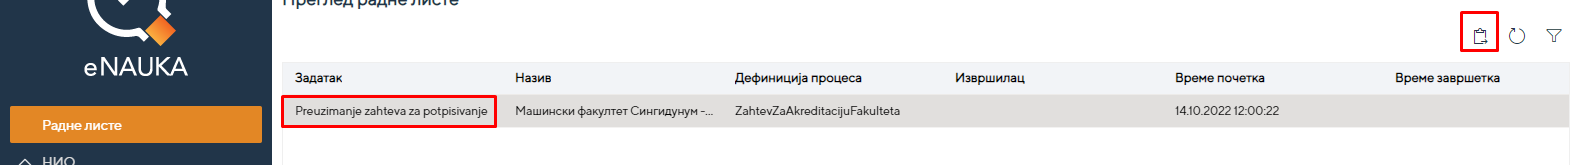 Преглед радне листе
eNAUKA
Задатак Назив Дефиниција процеса Извршилац Време почетка Време завршетка
Preuzimanje zahteva za potpisivanje Машински факултет Сингидунум -... ZahtevZaAkreditacijuFakulteta 14.10.2022 12:00:22
Радне листе
НИО